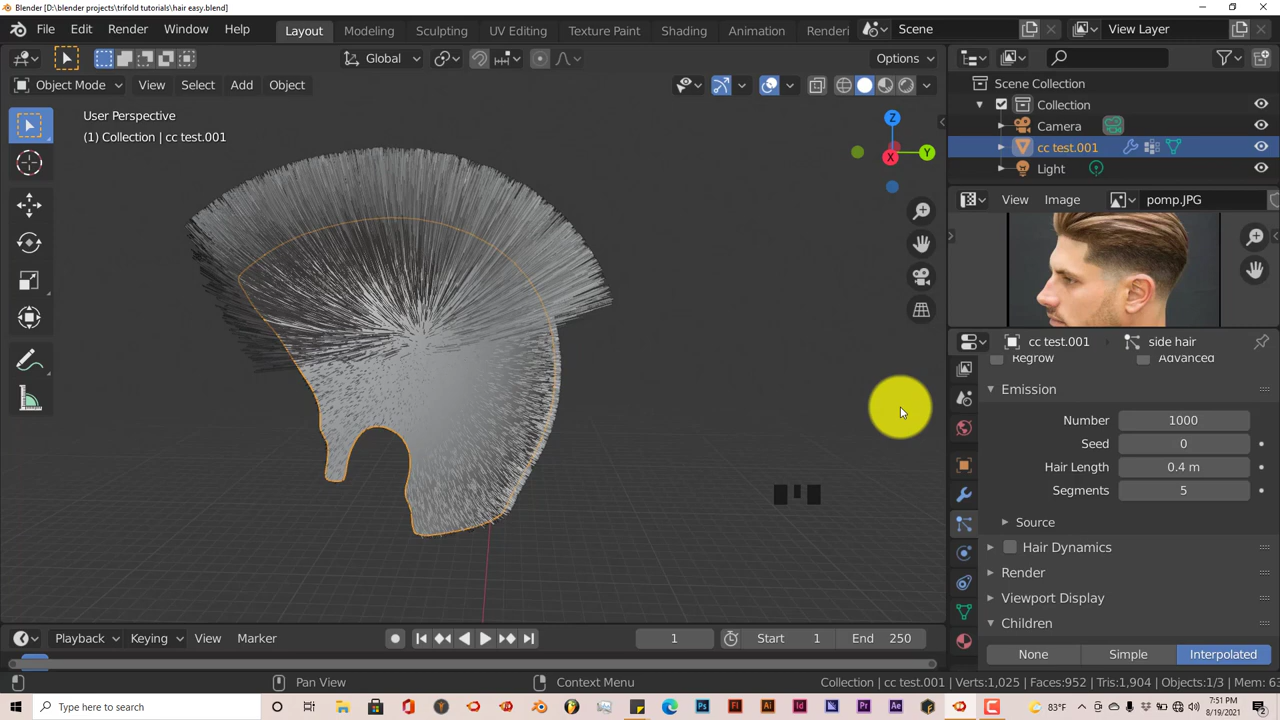 Blender [D:\blender projects\trifold tutorials\hair easy.blend]
File Edit Render Window Help Layout Modeling Sculpting UV Editing Texture Paint Shading Animation Renderi Scene View Layer
Global Options
Object Mode View Select Add Object
User Perspective
(1) Collection | cc test.001
Z
Y
X
Scene Collection
Collection
Camera
cc test.001
Light
View Image pomp.JPG
cc test.001 side hair
Regrow Advanced
Emission
Number 1000
Seed 0
Hair Length 0.4 m
Segments 5
Source
Hair Dynamics
Render
Viewport Display
Children
None Simple Interpolated
Playback Keying View Marker 1 Start 1 End 250
Pan View Context Menu Collection | cc test.001 | Verts:1,025 | Faces:952 | Tris:1,904 | Objects:1/3 | Mem: 63
Type here to search 83°F 7:51 PM
8/19/2021